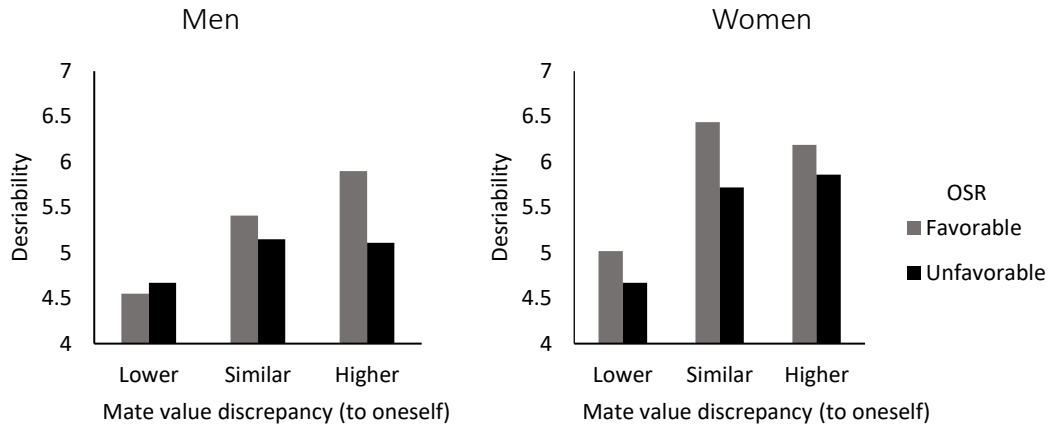 Men
Women
7
6.5
6
5.5
5
4.5
4
Desriability
Lower Similar Higher
Mate value discrepancy (to oneself)
7
6.5
6
5.5
5
4.5
4
Desriability
Lower Similar Higher
Mate value discrepancy (to oneself)
OSR
Favorable
Unfavorable